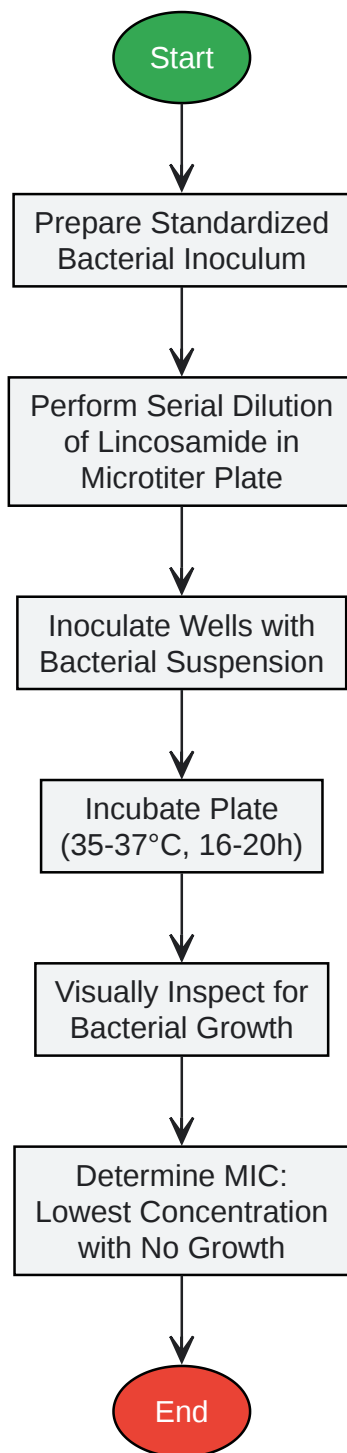 Start
Prepare Standardized
Bacterial Inoculum
Perform Serial Dilution
of Lincosamide in
Microtiter Plate
Inoculate Wells with
Bacterial Suspension
Incubate Plate
(35-37°C, 16-20h)
Visually Inspect for
Bacterial Growth
Determine MIC:
Lowest Concentration
with No Growth
End